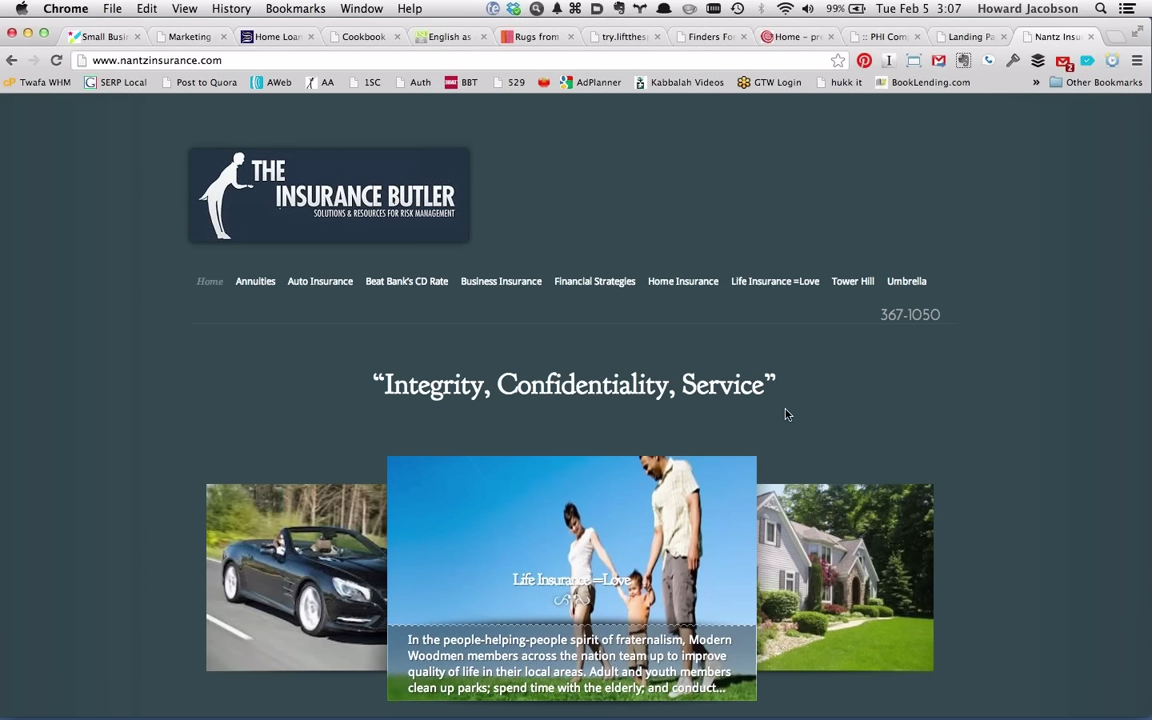 Chrome File Edit View History Bookmarks Window Help 99% Tue Feb 5 3:07 Howard Jacobson
Small Busi Marketing Home Loan Cookbook English as Rugs from try.lifthe Finders Fo Home – pr :: PHI Com Landing Pa Nantz Insu
www.nantzinsurance.com
Twafa WHM SERP Local Post to Quora AWeb AA 1SC Auth BBT 529 AdPlanner Kabbalah Videos GTW Login hukk it BookLending.com » Other Bookmarks
THE
INSURANCE BUTLER
SOLUTIONS & RESOURCES FOR RISK MANAGEMENT
Home Annuities Auto Insurance Beat Bank's CD Rate Business Insurance Financial Strategies Home Insurance Life Insurance =Love Tower Hill Umbrella
367-1050
“Integrity, Confidentiality, Service”
Life Insurance =Love
In the people-helping-people spirit of fraternalism, Modern
Woodmen members across the nation team up to improve
quality of life in their local areas. Adult and youth members
clean up parks; spend time with the elderly; and conduct...